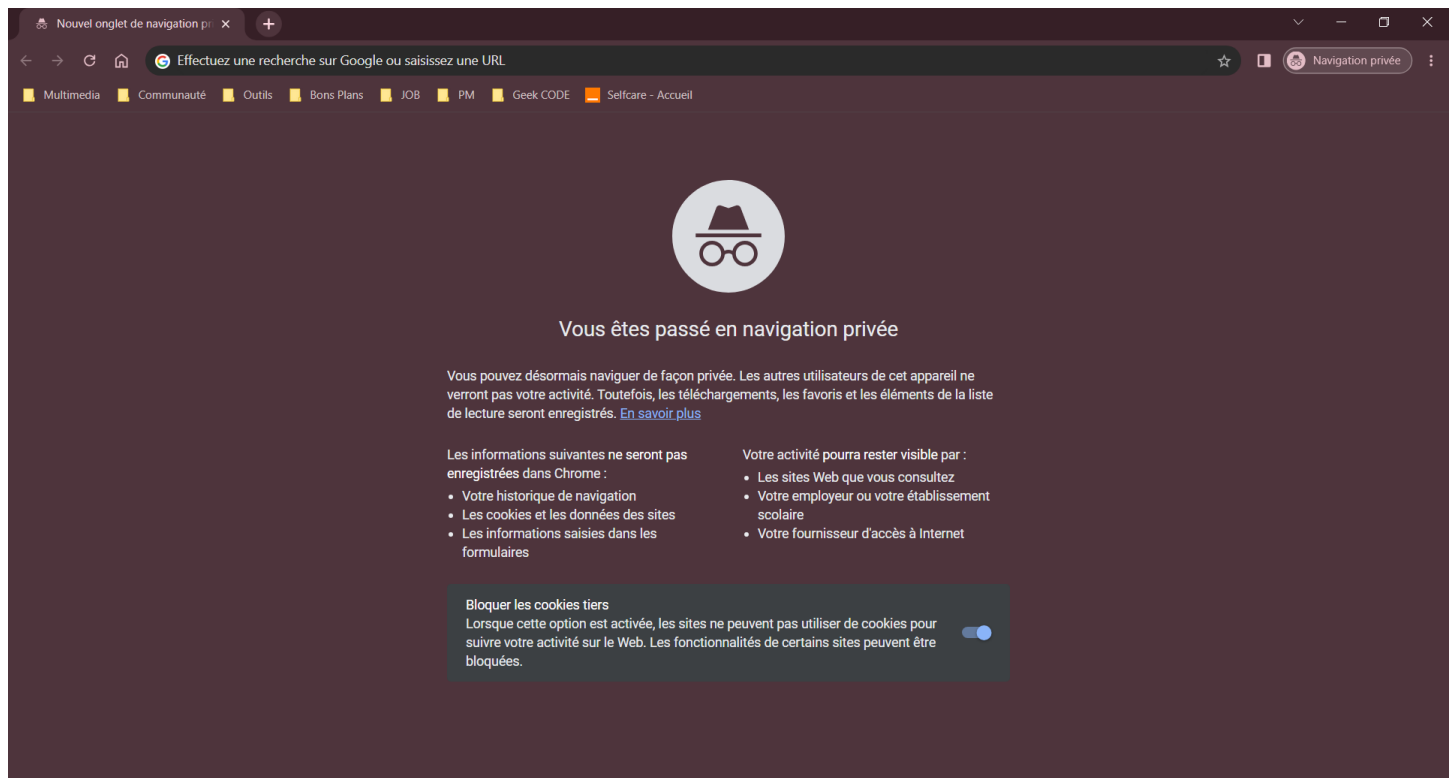 Nouvel onglet de navigation pri
Effectuez une recherche sur Google ou saisissez une URL
Navigation privée
Multimedia
Communauté
Outils
Bons Plans
JOB
PM
Geek CODE
Selfcare - Accueil
Vous êtes passé en navigation privée
Vous pouvez désormais naviguer de façon privée. Les autres utilisateurs de cet appareil ne
verront pas votre activité. Toutefois, les téléchargements, les favoris et les éléments de la liste
de lecture seront enregistrés. En savoir plus
Les informations suivantes ne seront pas
enregistrées dans Chrome :
• Votre historique de navigation
• Les cookies et les données des sites
• Les informations saisies dans les
formulaires
Votre activité pourra rester visible par :
• Les sites Web que vous consultez
• Votre employeur ou votre établissement
scolaire
• Votre fournisseur d'accès à Internet
Bloquer les cookies tiers
Lorsque cette option est activée, les sites ne peuvent pas utiliser de cookies pour
suivre votre activité sur le Web. Les fonctionnalités de certains sites peuvent être
bloquées.